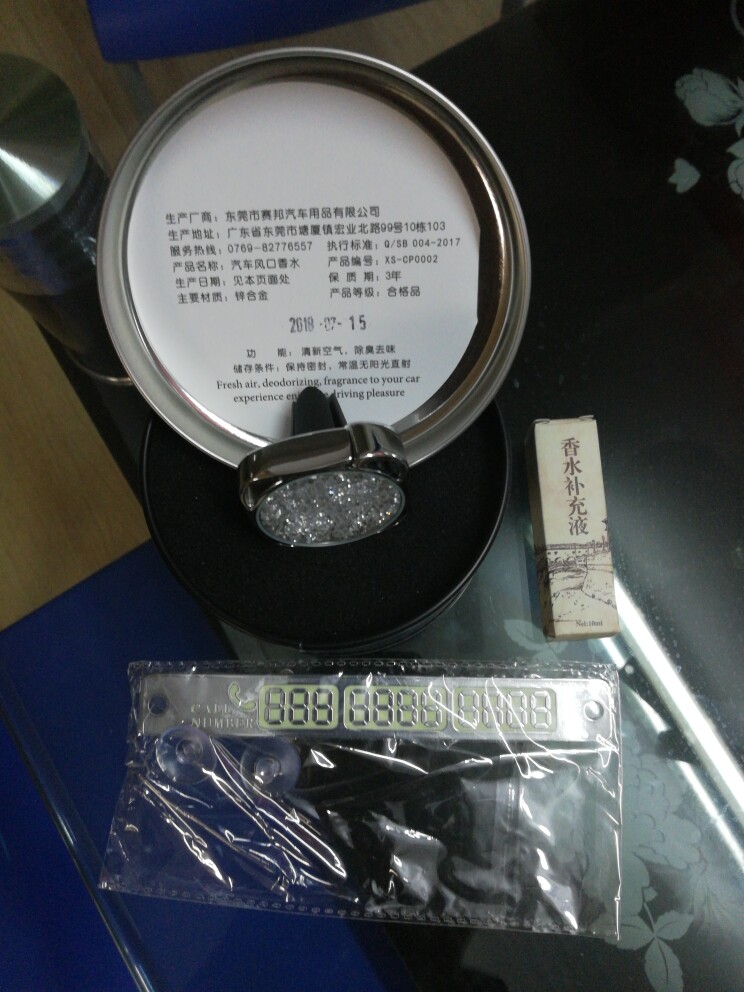 生产厂商：东莞市赛邦汽车用品有限公司
生产地址：广东省东莞市塘厦镇宏业北路99号10栋103
服务热线：0769-82776557 执行标准：Q/SB 004-2017
产品名称：汽车风口香水 产品编号：XS-CP0002
生产日期：见本页面处 保 质 期：3年
主要材质：锌合金 产品等级：合格品
2018-07-15
功 能：清新空气，除臭去味
储存条件：保持密封，常温无阳光直射
Fresh air, deodorizing, fragrance to your car
experience driving pleasure
香水补充液
Net:10ml
CALL
NUMBER
888 8888 8888